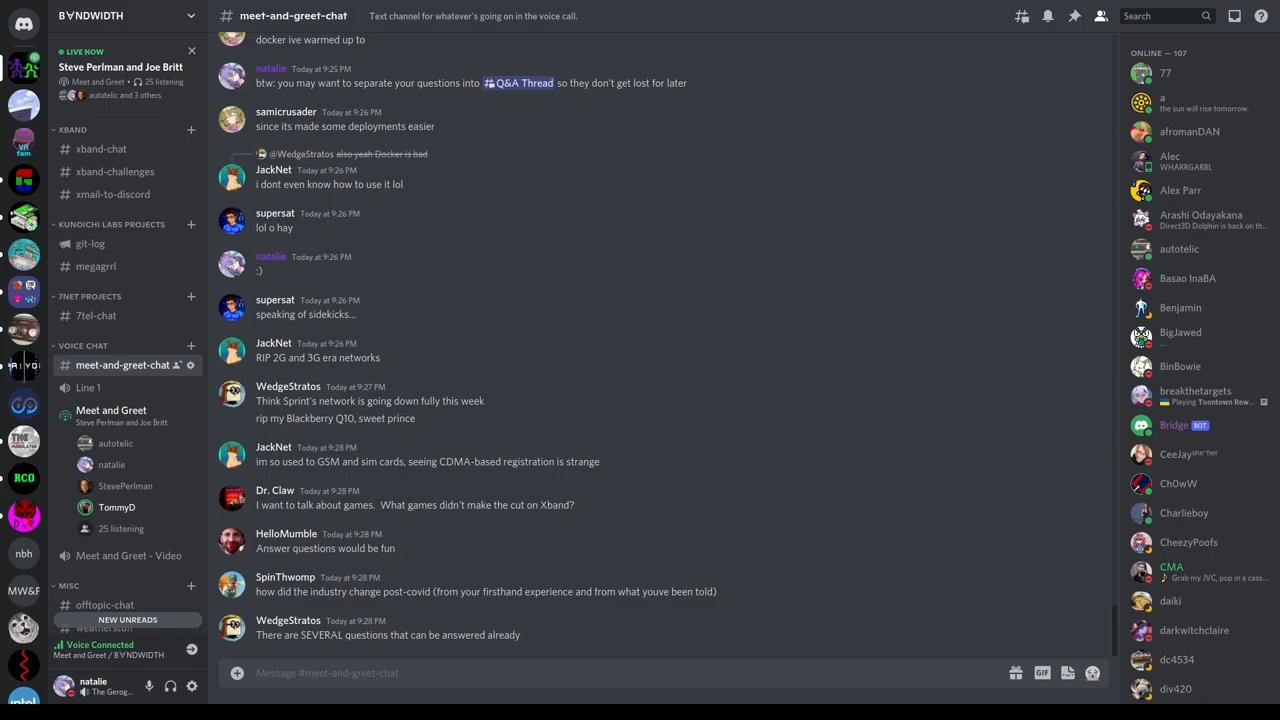 B∀NDWIDTH
LIVE NOW
Steve Perlman and Joe Britt
Meet and Greet • 25 listening
autotelic and 3 others
XBAND
xband-chat
xband-challenges
xmail-to-discord
KUNOICHI LABS PROJECTS
git-log
megagrrl
7NET PROJECTS
7tel-chat
VOICE CHAT
meet-and-greet-chat
Line 1
Meet and Greet
Steve Perlman and Joe Britt
autotelic
natalie
StevePerlman
TommyD
25 listening
Meet and Greet - Video
MISC
offtopic-chat
NEW UNREADS
Voice Connected
Meet and Greet / B∀NDWIDTH
natalie
The Gerog...
VR
fam
THE
RCO
nbh
MW&F
intel
meet-and-greet-chat
Text channel for whatever's going on in the voice call.
Search
docker ive warmed up to
natalie Today at 9:25 PM
btw: you may want to separate your questions into Q&A Thread so they don't get lost for later
samicrusader Today at 9:26 PM
since its made some deployments easier
@WedgeStratos also yeah Docker is bad
JackNet Today at 9:26 PM
i dont even know how to use it lol
supersat Today at 9:26 PM
lol o hay
natalie Today at 9:26 PM
:)
supersat Today at 9:26 PM
speaking of sidekicks...
JackNet Today at 9:26 PM
RIP 2G and 3G era networks
WedgeStratos Today at 9:27 PM
Think Sprint's network is going down fully this week
rip my Blackberry Q10, sweet prince
JackNet Today at 9:28 PM
im so used to GSM and sim cards, seeing CDMA-based registration is strange
Dr. Claw Today at 9:28 PM
I want to talk about games. What games didn't make the cut on Xband?
HelloMumble Today at 9:28 PM
Answer questions would be fun
SpinThwomp Today at 9:28 PM
how did the industry change post-covid (from your firsthand experience and from what youve been told)
WedgeStratos Today at 9:28 PM
There are SEVERAL questions that can be answered already
Message #meet-and-greet-chat
GIF
ONLINE — 107
77
a
the sun will rise tomorrow.
afromanDAN
Alec
WHARRGARBL
Alex Parr
Arashi Odayakana
Direct3D Dolphin is back on th...
autotelic
Basao InaBA
Benjamin
BigJawed
...
BinBowie
breakthetargets
Playing Toontown Rew...
Bridge BOT
CeeJay she˜her
Ch0wW
Charlieboy
CheezyPoofs
CMA
Grab my JVC, pop in a cass...
daiki
darkwitchclaire
dc4534
div420